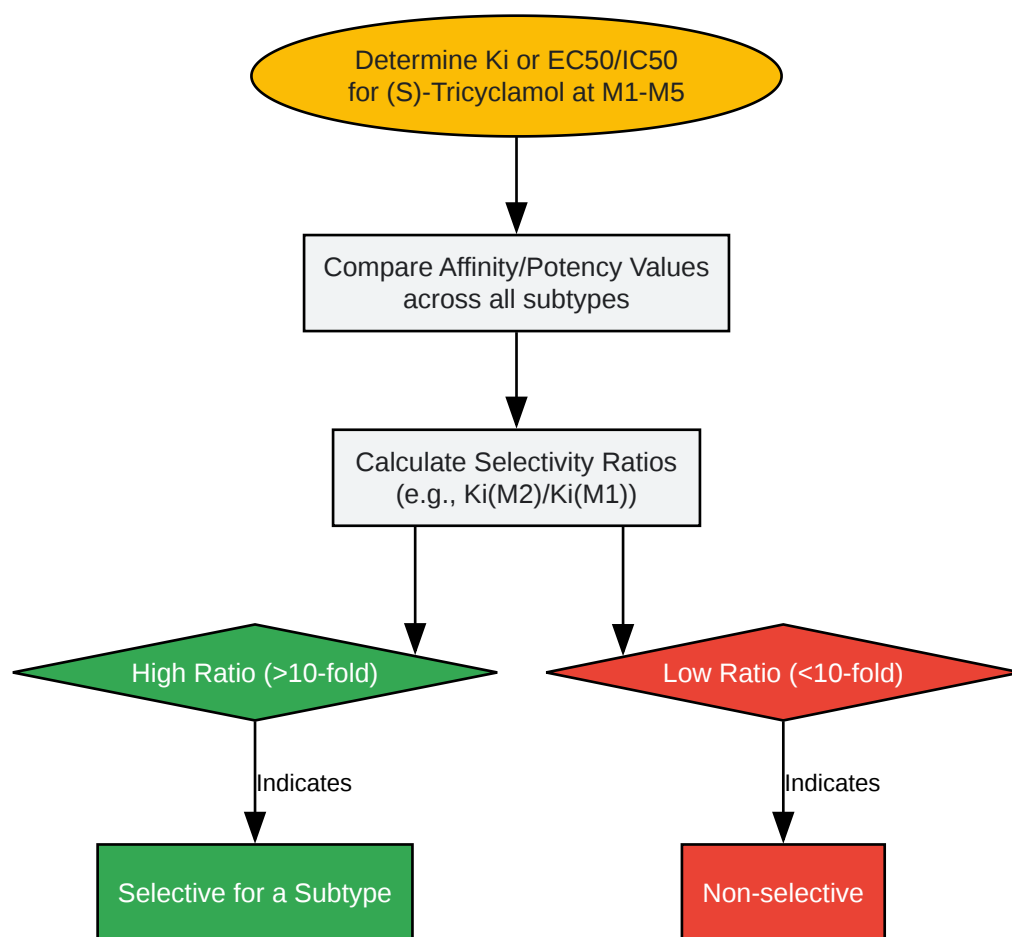 Determine Ki or EC50/IC50
for (S)-Tricyclamol at M1-M5
Compare Affinity/Potency Values
across all subtypes
Calculate Selectivity Ratios
(e.g., Ki(M2)/Ki(M1))
High Ratio (>10-fold)
Low Ratio (<10-fold)
Indicates
Indicates
Selective for a Subtype
Non-selective